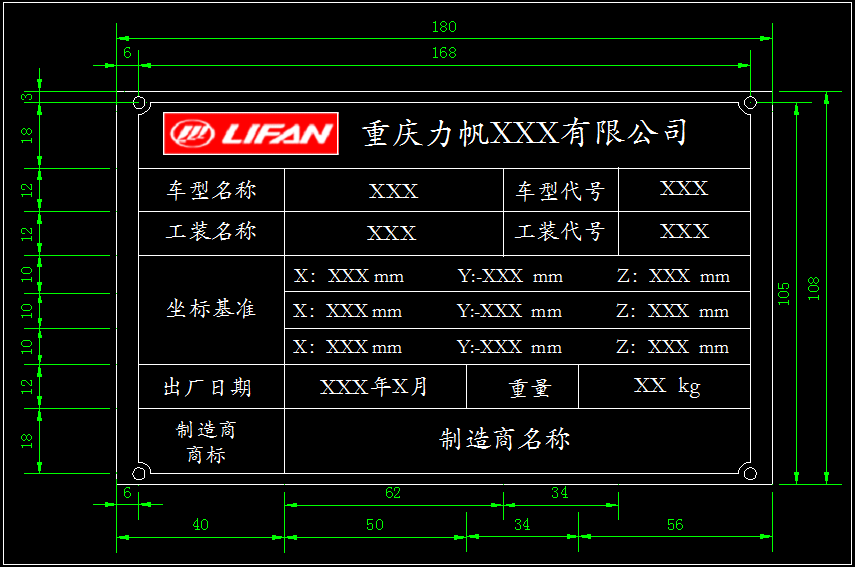 180
6 168
3
LIFAN 重庆力帆XXX有限公司
18
12 车型名称 XXX 车型代号 XXX
12 工装名称 XXX 工装代号 XXX
10 X: XXX mm Y:-XXX mm Z: XXX mm
105 108
坐标基准
10 X: XXX mm Y:-XXX mm Z: XXX mm
10 X: XXX mm Y:-XXX mm Z: XXX mm
12 出厂日期 XXX年X月 重量 XX kg
18 制造商
商标
制造商名称
6 62 34
40 50 34 56